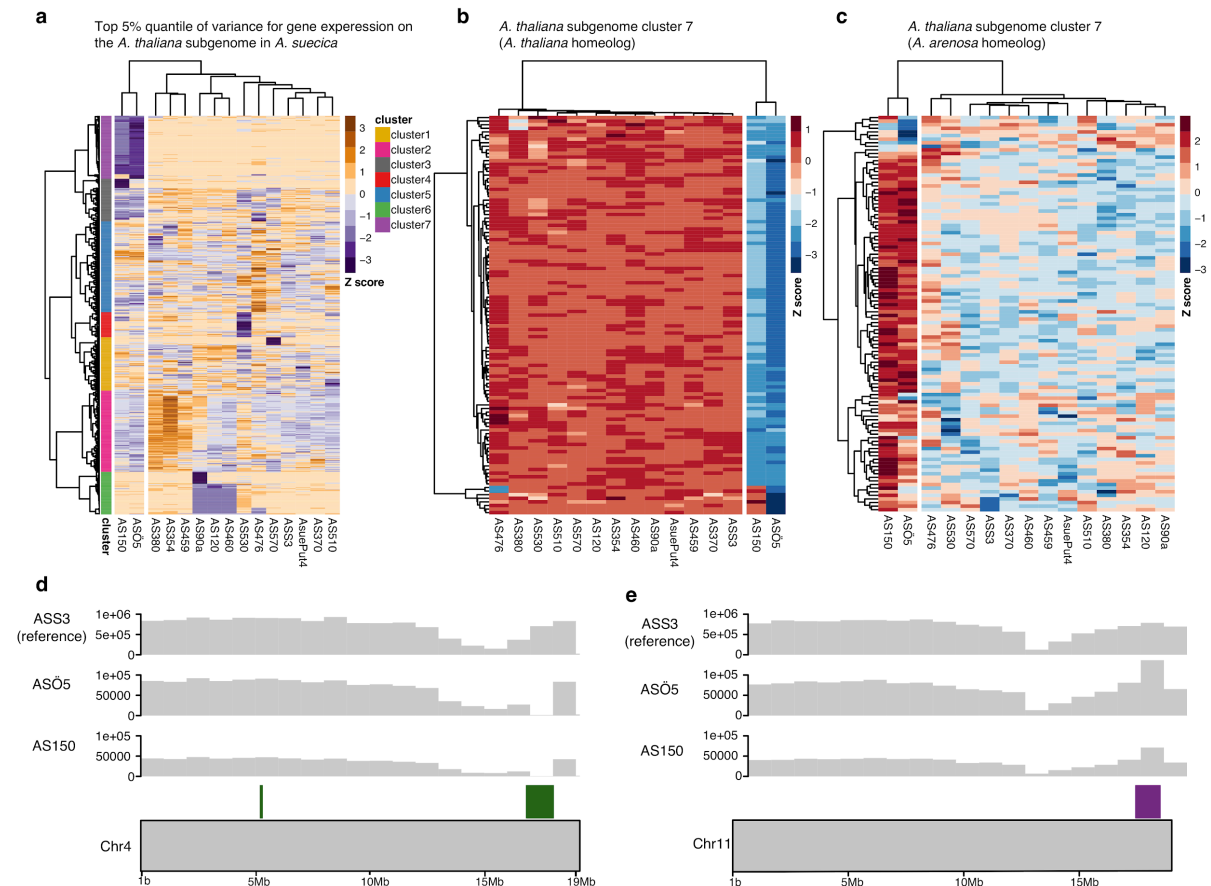 a
Top 5% quantile of variance for gene experession on
the A. thaliana subgenome in A. suecica
3
2
1
0
−1
−2
−3
Z score
cluster
cluster1
cluster2
cluster3
cluster4
cluster5
cluster6
cluster7
cluster
AS150
ASÖ5
AS380
AS354
AS459
AS90a
AS120
AS460
AS530
AS476
AS570
ASS3
AsuePut4
AS370
AS510
b
A. thaliana subgenome cluster 7
(A. thaliana homeolog)
1
0
−1
−2
−3
Z score
AS476
AS380
AS530
AS510
AS570
AS120
AS354
AS460
AS90a
AsuePut4
AS459
AS370
ASS3
AS150
ASÖ5
c
A. thaliana subgenome cluster 7
(A. arenosa homeolog)
2
1
0
−1
−2
−3
Z score
AS150
ASÖ5
AS476
AS530
AS570
ASS3
AS370
AS460
AS459
AsuePut4
AS510
AS380
AS354
AS120
AS90a
d
ASS3
(reference)
1e+06
5e+05
0
ASÖ5
1e+05
50000
0
AS150
1e+05
50000
0
Chr4
1b
5Mb
10Mb
15Mb
19Mb
e
ASS3
(reference)
1e+06
5e+05
0
ASÖ5
1e+05
50000
0
AS150
1e+05
50000
0
Chr11
1b
5Mb
10Mb
15Mb